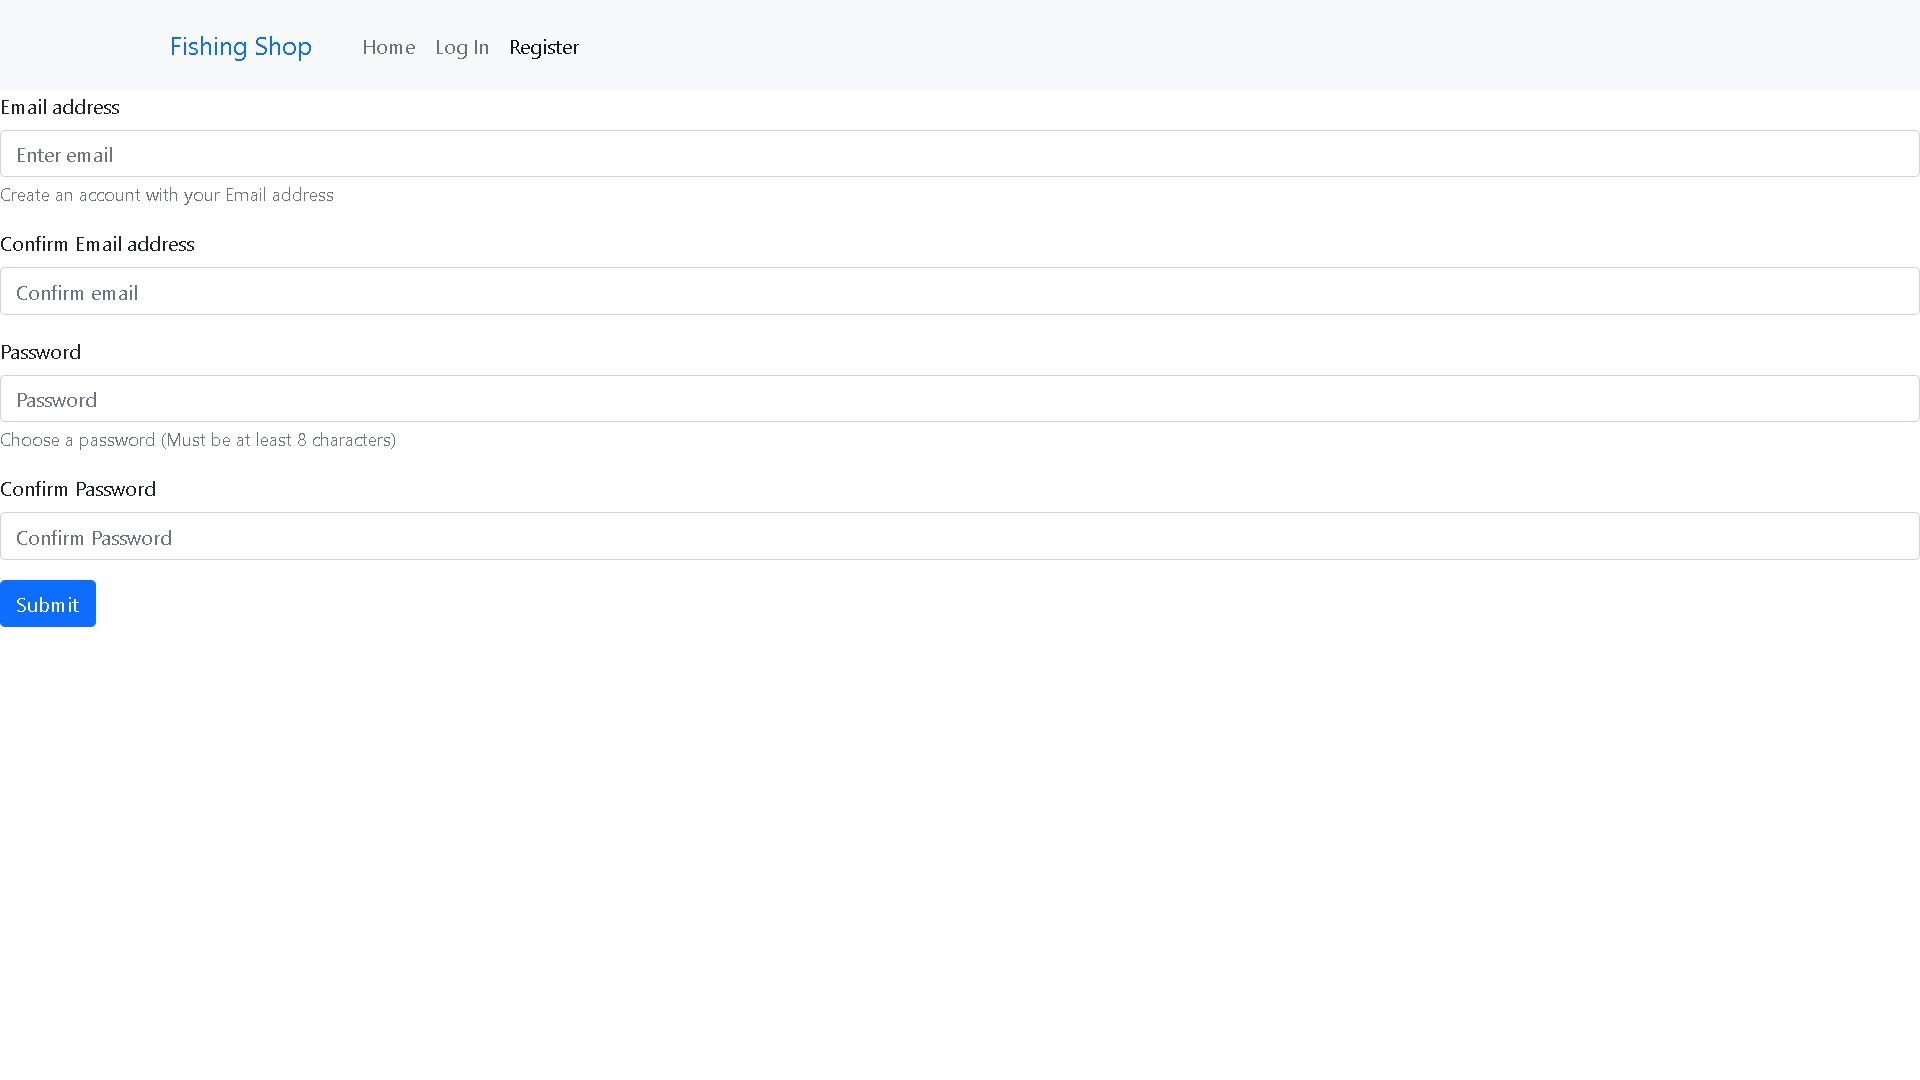 Fishing Shop Home Log In Register
Email address
Enter email
Create an account with your Email address
Confirm Email address
Confirm email
Password
Password
Choose a password (Must be at least 8 characters)
Confirm Password
Confirm Password
Submit